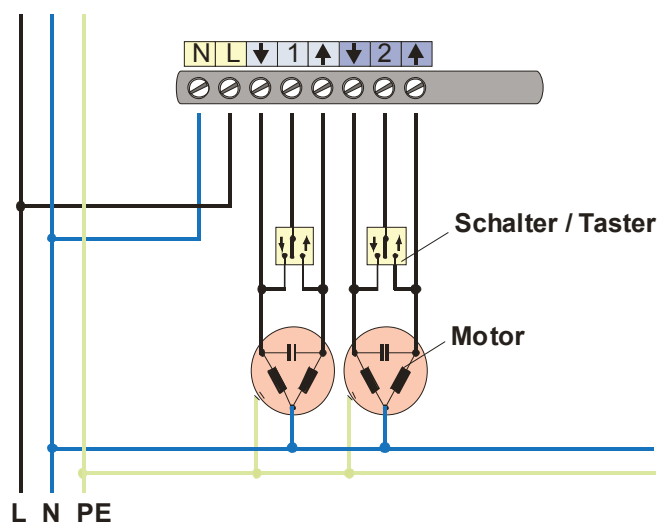 N L ↓ 1 ↑ ↓ 2 ↑
↓ ↑ ↓ ↑
Schalter / Taster
Motor
L N PE